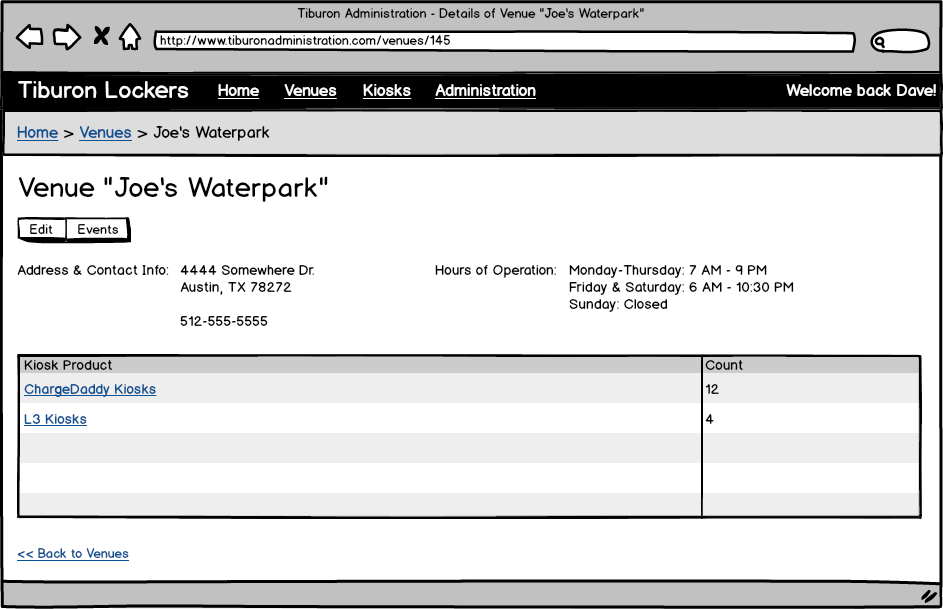 Tiburon Administration - Details of Venue "Joe's Waterpark"
http://www.tiburonadministration.com/venues/145
Tiburon Lockers Home Venues Kiosks Administration Welcome back Dave!
Home > Venues > Joe's Waterpark
Venue "Joe's Waterpark"
Edit Events
Address & Contact Info: 4444 Somewhere Dr.
Austin, TX 78272
512-555-5555
Hours of Operation: Monday-Thursday: 7 AM - 9 PM
Friday & Saturday: 6 AM - 10:30 PM
Sunday: Closed
Kiosk Product Count
ChargeDaddy Kiosks 12
L3 Kiosks 4
<< Back to Venues